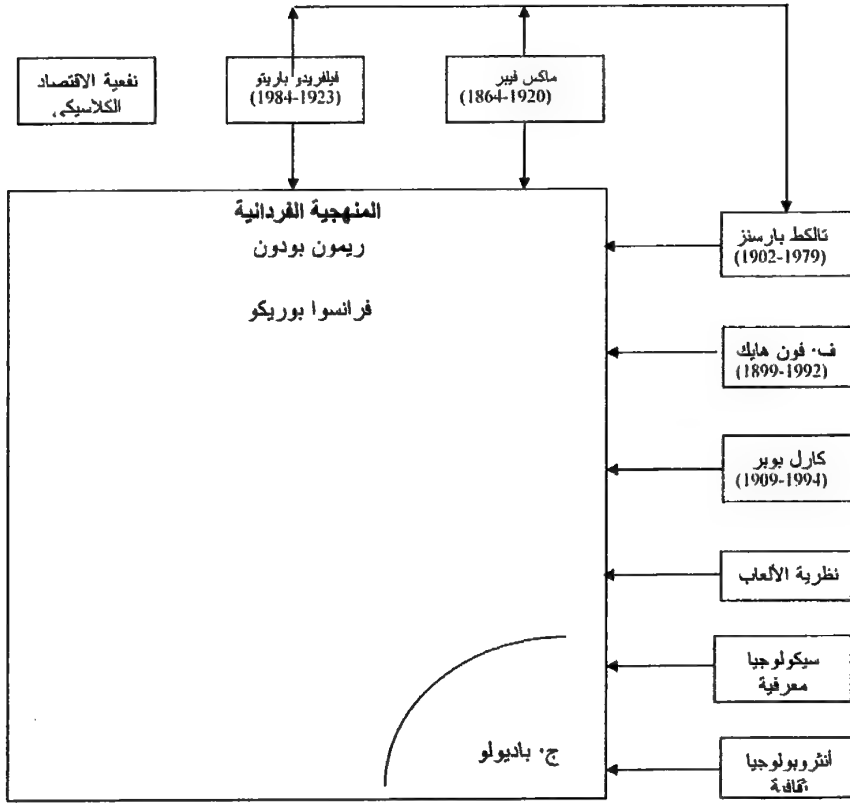 ماكس فيبر
(1864-1920)
فيلفريدو باريتو
(1984-1923)
نفعية الاقتصاد
الكلاسيكي
المنهجية الفردانية
ريمون بودون
فرانسوا بوريكو
تالكط بارسنز
(1902-1979)
ف. فون هايك
(1899-1992)
كارل بوبر
(1909-1994)
نظرية الألعاب
سيكولوجيا
معرفية
ج. باديولو
أنثروبولوجيا
ثقافية